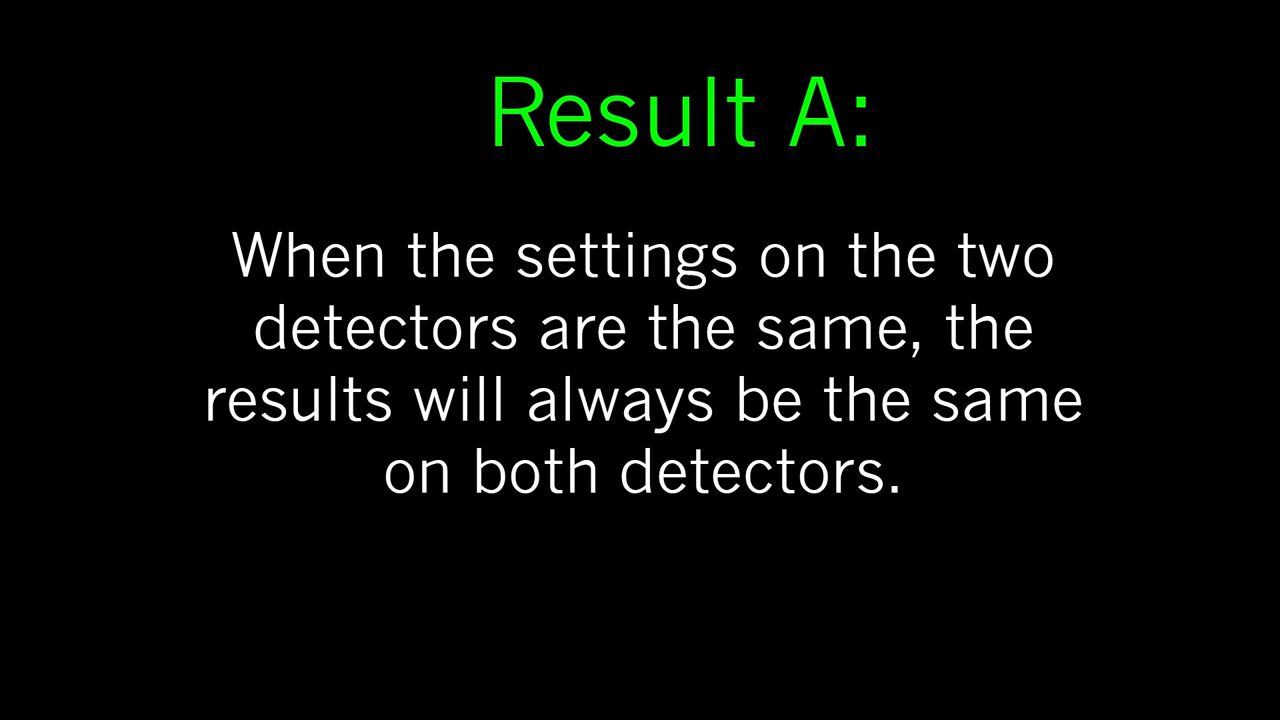 Result A:
When the settings on the two
detectors are the same, the
results will always be the same
on both detectors.